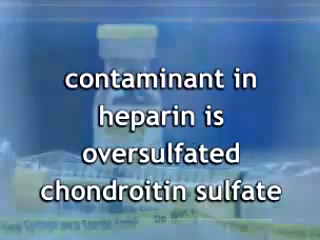 contaminant in
heparin is
oversulfated
chondroitin sulfate